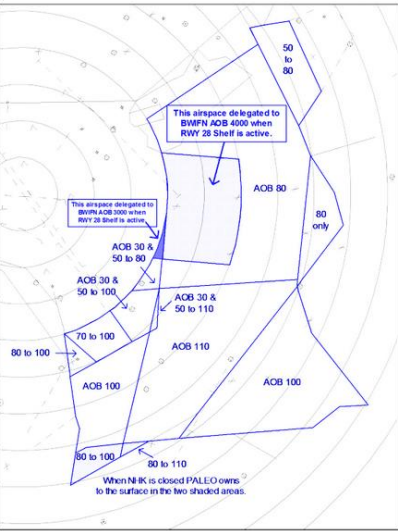 50
to
80
This airspace delegated to
BWIFN AOB 4000 when
RWY 28 Shelf is active.
AOB 80
This airspace delegated to
BWIFN AOB 3000 when
RWY 28 Shelf is active.
80
only
AOB 30 &
50 to 80
AOB 30 &
50 to 100
AOB 30 &
50 to 110
70 to 100
80 to 100
AOB 110
AOB 100
AOB 100
80 to 100
80 to 110
When NHK is closed PALEO owns
to the surface in the two shaded areas.